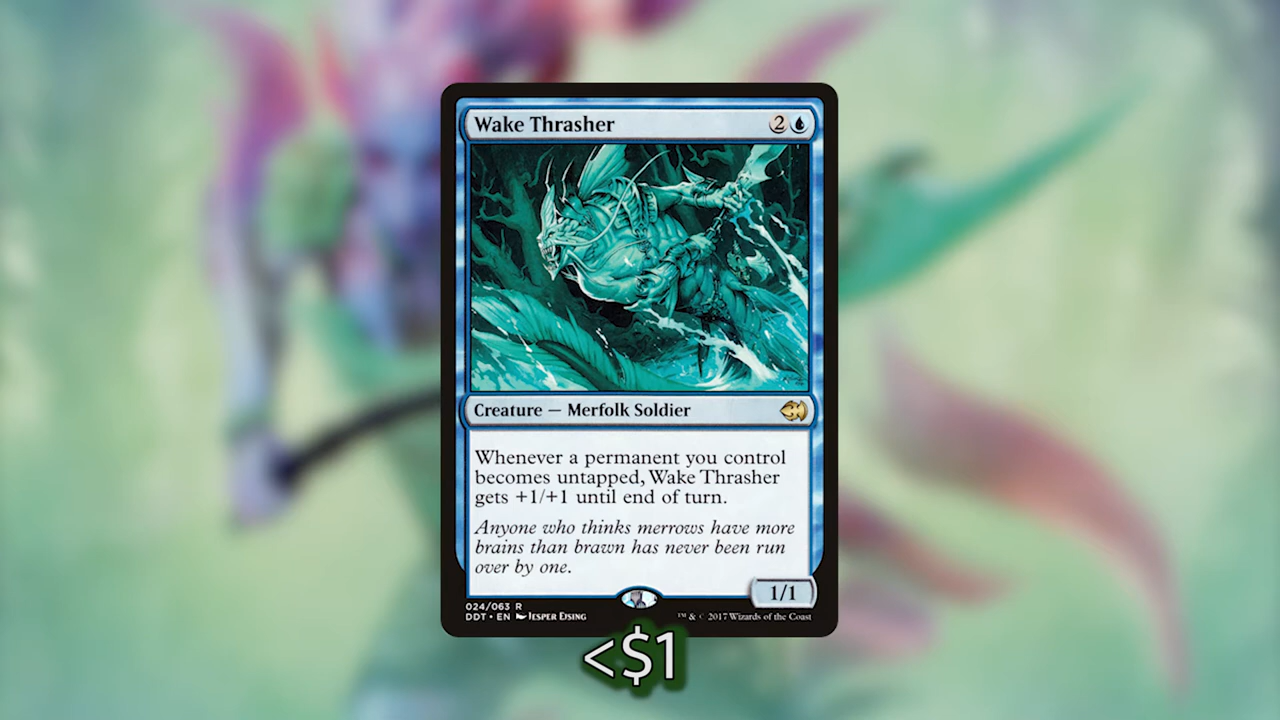 Wake Thrasher 2
Creature — Merfolk Soldier
Whenever a permanent you control
becomes untapped, Wake Thrasher
gets +1/+1 until end of turn.
Anyone who thinks merrows have more
brains than brawn has never been run
over by one.
1/1
024/063 R
DDT • EN Jesper Ejsing
™ & © 2017 Wizards of the Coast
<$1